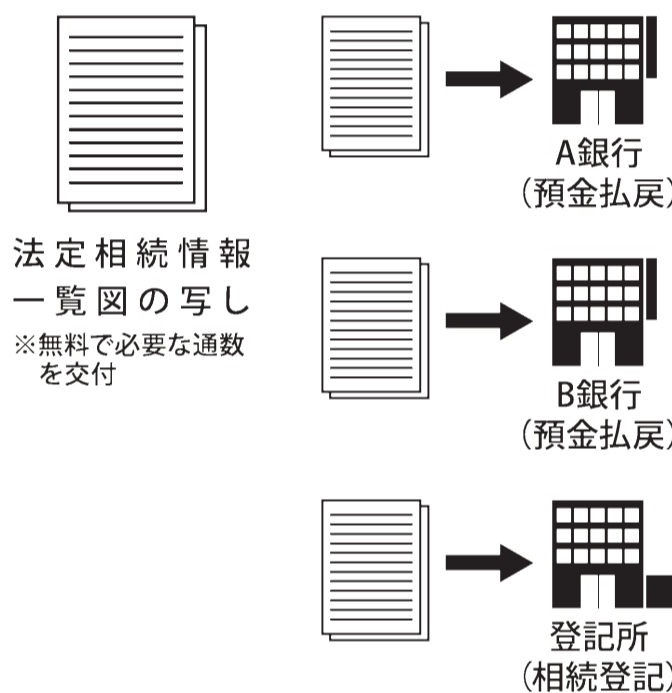 法定相続情報
一覧図の写し
※無料で必要な通数
を交付
A銀行
（預金払戻）
B銀行
（預金払戻）
登記所
（相続登記）